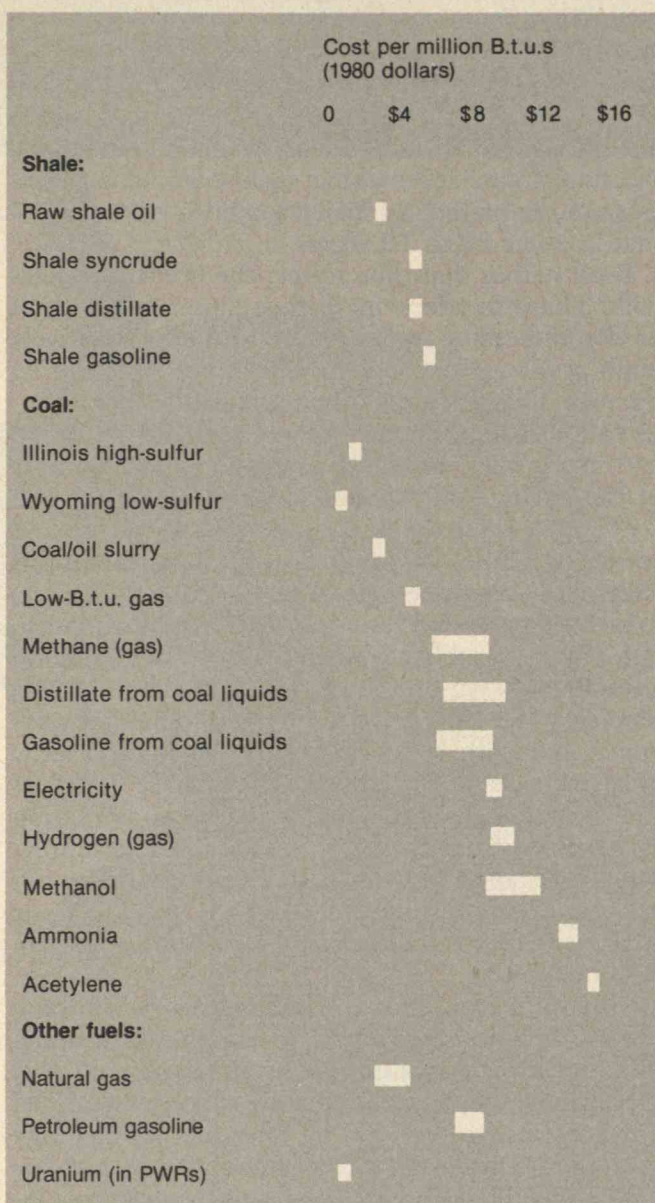 Cost per million B.t.u.s
(1980 dollars)
0 $4 $8 $12 $16
Shale:
Raw shale oil
Shale syncrude
Shale distillate
Shale gasoline
Coal:
Illinois high-sulfur
Wyoming low-sulfur
Coal/oil slurry
Low-B.t.u. gas
Methane (gas)
Distillate from coal liquids
Gasoline from coal liquids
Electricity
Hydrogen (gas)
Methanol
Ammonia
Acetylene
Other fuels:
Natural gas
Petroleum gasoline
Uranium (in PWRs)